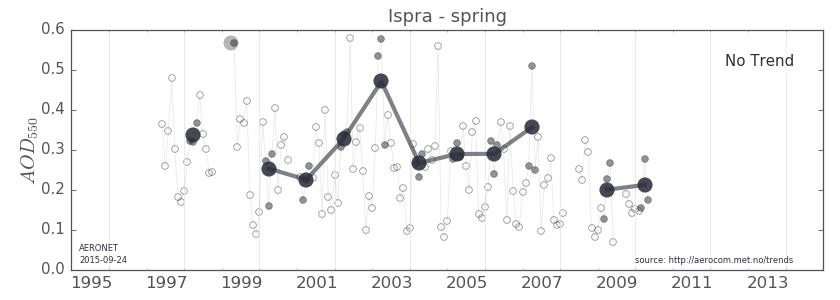 Ispra - spring
0.6
0.5
0.4
0.3
0.2
0.1
0.0
AOD550
No Trend
AERONET
2015-09-24
source: http://aerocom.met.no/trends
1995 1997 1999 2001 2003 2005 2007 2009 2011 2013